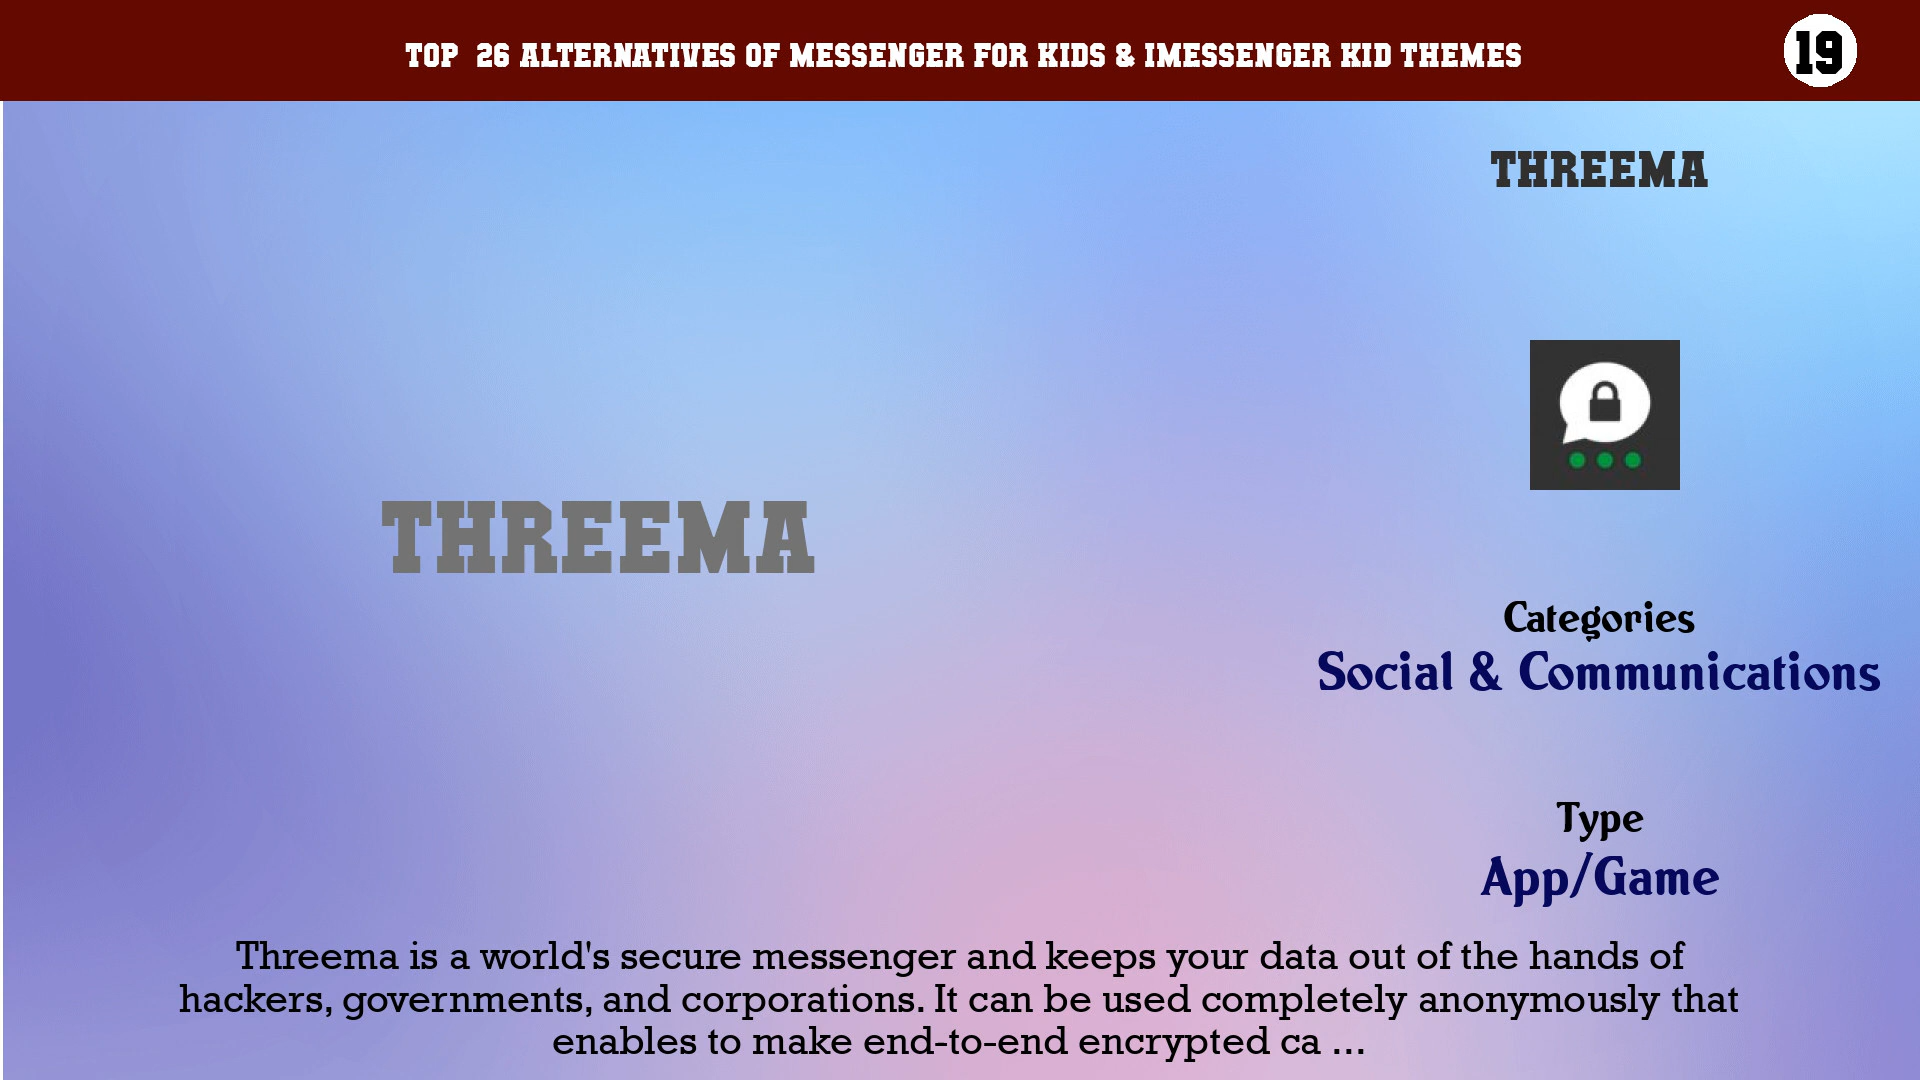 TOP 26 ALTERNATIVES OF MESSENGER FOR KIDS & IMESSENGER KID THEMES
19
THREEMA
THREEMA
Categories
Social & Communications
Type
App/Game
Threema is a world's secure messenger and keeps your data out of the hands of
hackers, governments, and corporations. It can be used completely anonymously that
enables to make end-to-end encrypted ca ...